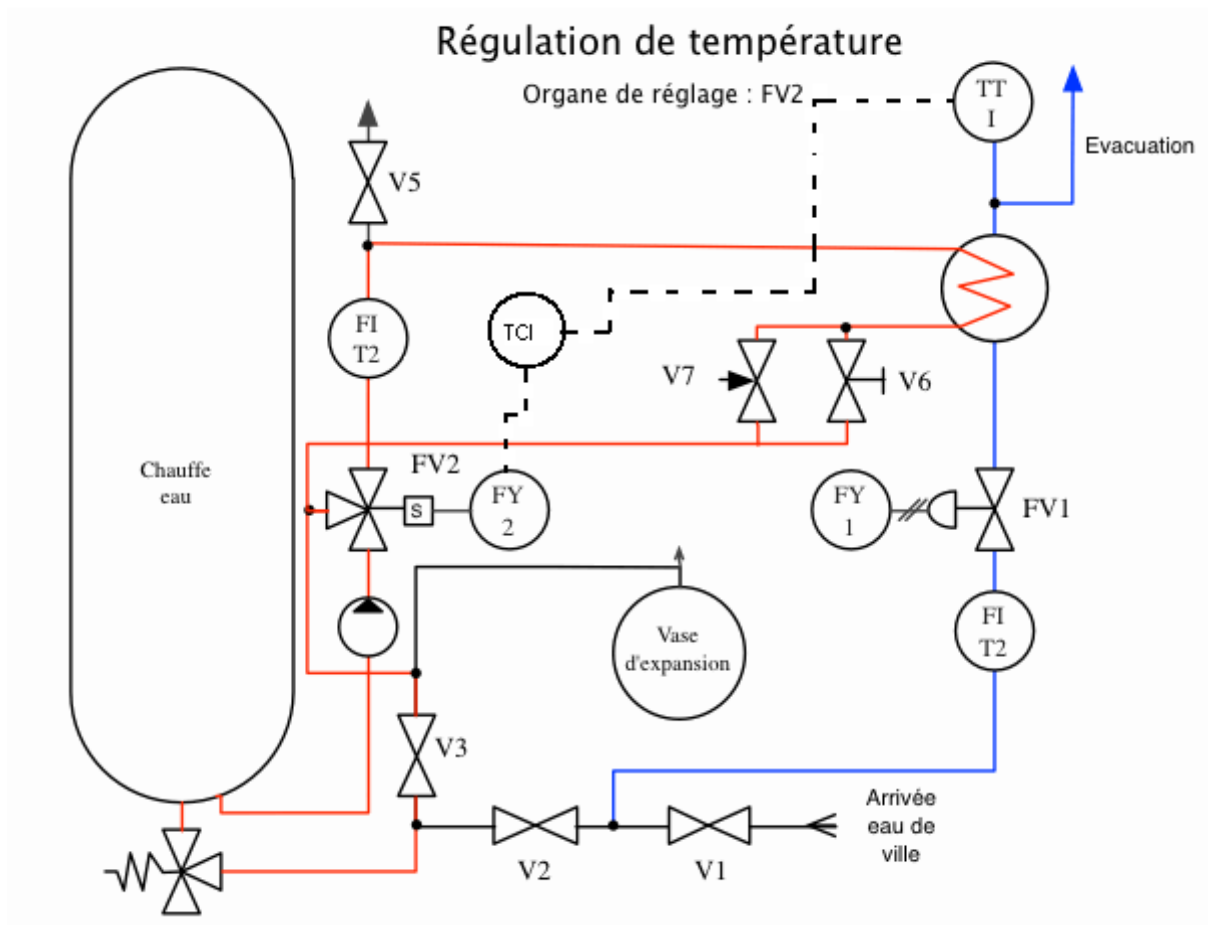 Régulation de température
Organe de réglage : FV2
TT
I
Evacuation
V5
FI
T2
TCI
V7
V6
Chauffe
eau
FV2
S
FY
2
FY
1
FV1
Vase
d'expansion
FI
T2
V3
Arrivée
eau de
ville
V2
V1